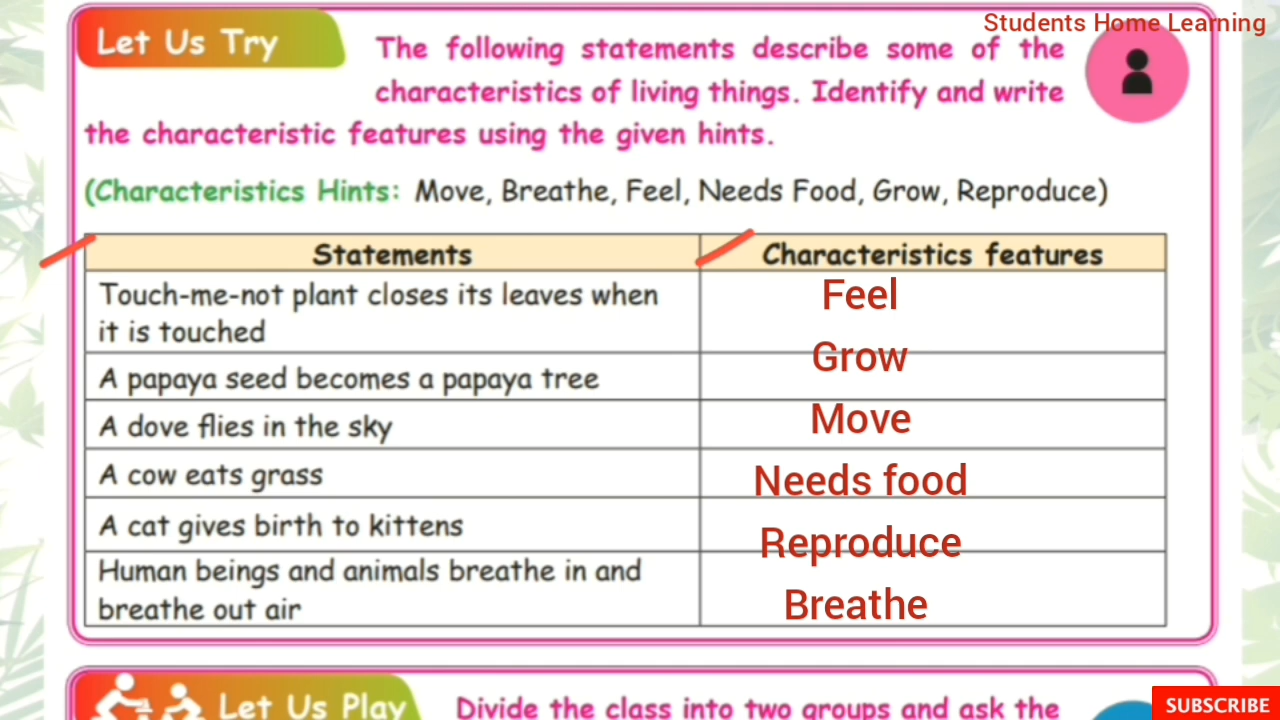 Students Home Learning
Let Us Try
The following statements describe some of the
characteristics of living things. Identify and write
the characteristic features using the given hints.
(Characteristics Hints: Move, Breathe, Feel, Needs Food, Grow, Reproduce)
Statements Characteristics features
Touch-me-not plant closes its leaves when
it is touched
Feel
A papaya seed becomes a papaya tree
Grow
A dove flies in the sky
Move
A cow eats grass
Needs food
A cat gives birth to kittens
Reproduce
Human beings and animals breathe in and
breathe out air
Breathe
Let Us Play
Divide the class into two groups and ask the
SUBSCRIBE